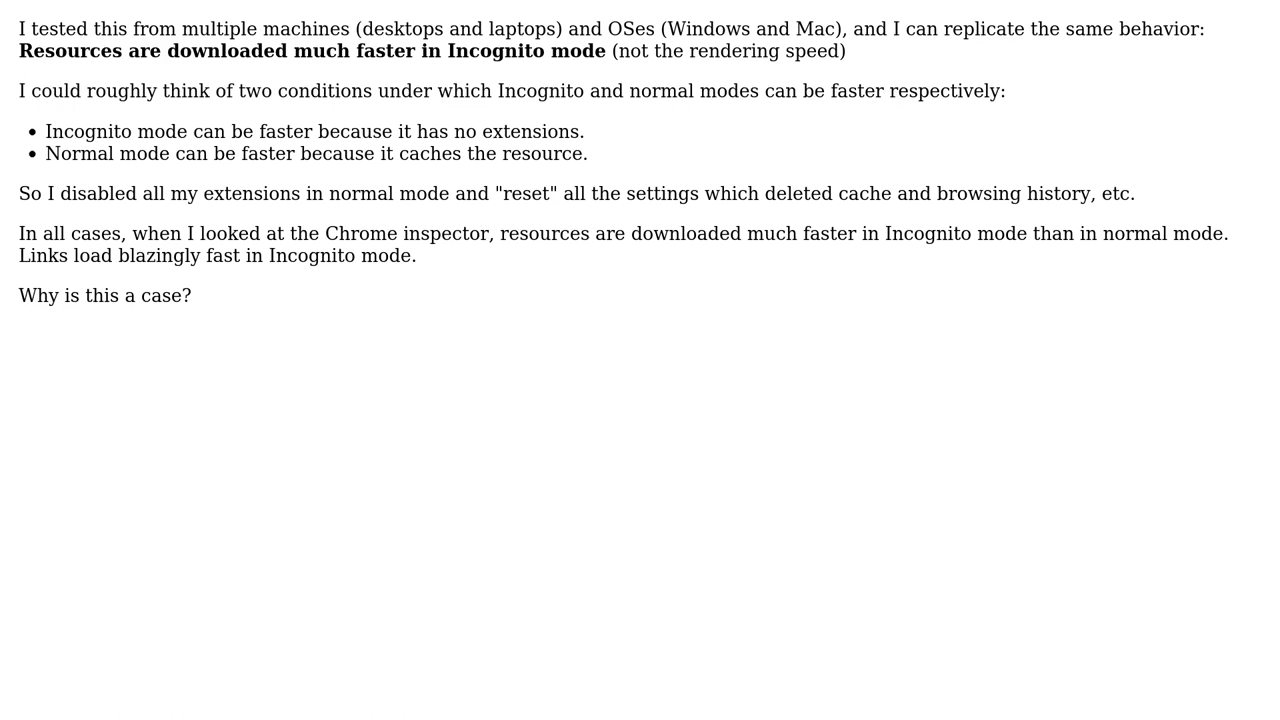 I tested this from multiple machines (desktops and laptops) and OSes (Windows and Mac), and I can replicate the same behavior:
Resources are downloaded much faster in Incognito mode (not the rendering speed)
I could roughly think of two conditions under which Incognito and normal modes can be faster respectively:
• Incognito mode can be faster because it has no extensions.
• Normal mode can be faster because it caches the resource.
So I disabled all my extensions in normal mode and "reset" all the settings which deleted cache and browsing history, etc.
In all cases, when I looked at the Chrome inspector, resources are downloaded much faster in Incognito mode than in normal mode.
Links load blazingly fast in Incognito mode.
Why is this a case?